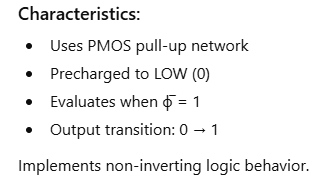 Characteristics:
• Uses PMOS pull-up network
• Precharged to LOW (0)
• Evaluates when ϕ̅ = 1
• Output transition: 0 → 1
Implements non-inverting logic behavior.